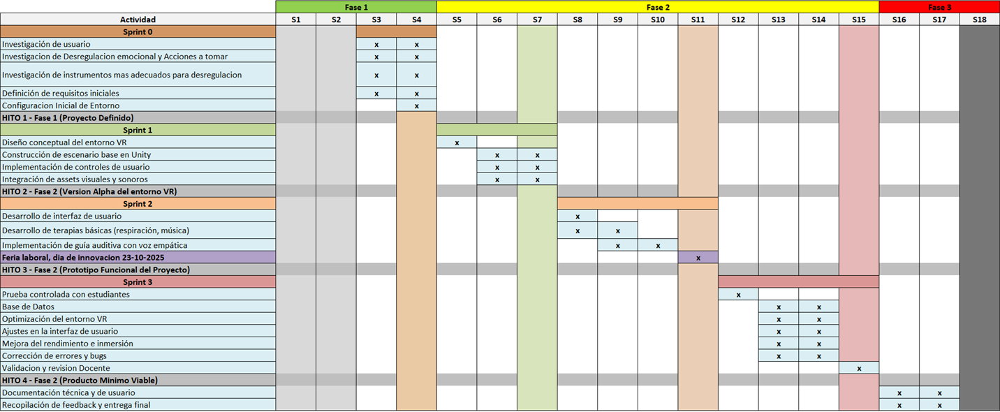 Fase 1 Fase 2 Fase 3
Actividad S1 S2 S3 S4 S5 S6 S7 S8 S9 S10 S11 S12 S13 S14 S15 S16 S17 S18
Sprint 0
Investigación de usuario x x
Investigacion de Desregulacion emocional y Acciones a tomar x x
Investigación de instrumentos mas adecuados para desregulacion x x
Definición de requisitos iniciales x x
Configuracion Inicial de Entorno x
HITO 1 - Fase 1 (Proyecto Definido)
Sprint 1
Diseño conceptual del entorno VR x
Construcción de escenario base en Unity x x
Implementación de controles de usuario x x
Integración de assets visuales y sonoros x x
HITO 2 - Fase 2 (Version Alpha del entorno VR)
Sprint 2
Desarrollo de interfaz de usuario x
Desarrollo de terapias básicas (respiración, música) x x
Implementación de guía auditiva con voz empática x x
Feria laboral, dia de innovacion 23-10-2025 x
HITO 3 - Fase 2 (Prototipo Funcional del Proyecto)
Sprint 3
Prueba controlada con estudiantes x
Base de Datos x x
Optimización del entorno VR x x
Ajustes en la interfaz de usuario x x
Mejora del rendimiento e inmersión x x
Corrección de errores y bugs x x
Validacion y revision Docente x
HITO 4 - Fase 2 (Producto Minimo Viable)
Documentación técnica y de usuario x x
Recopilación de feedback y entrega final x x